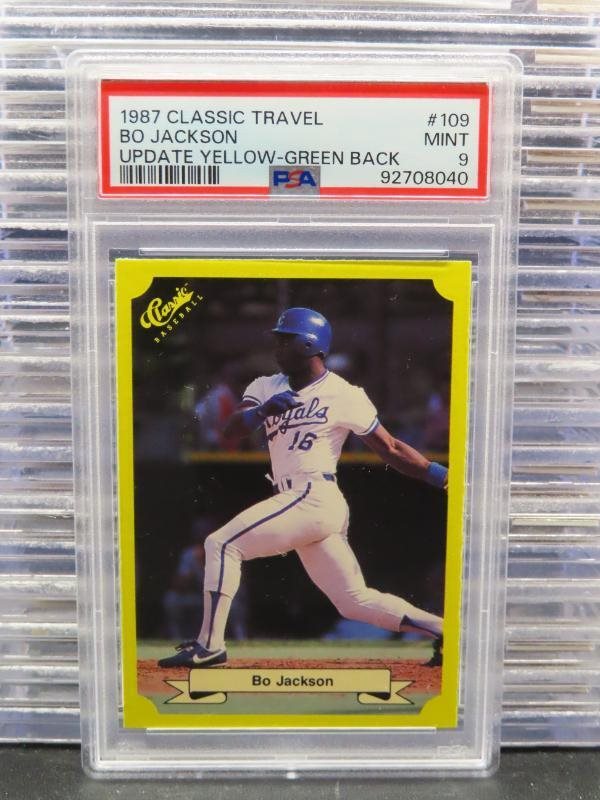 1987 CLASSIC TRAVEL #109
BO JACKSON MINT
UPDATE YELLOW-GREEN BACK 9
PSA 92708040
Classic™
BASEBALL
Royals
16
Bo Jackson